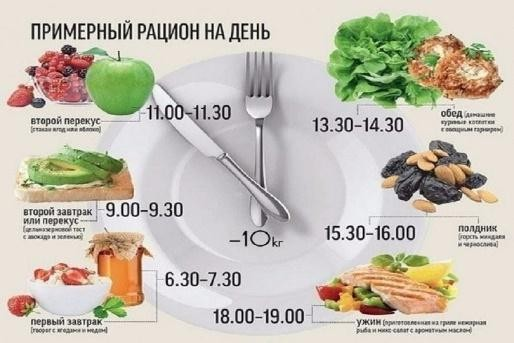 ПРИМЕРНЫЙ РАЦИОН НА ДЕНЬ
второй перекус
(стакан ягод или яблоко)
11.00-11.30
13.30-14.30
обед (домашние
куриные котлеты
с овощным гарниром)
второй завтрак
или перекус
(цельнозерновой тост
с авокадо и зеленью)
9.00-9.30
-10кг
15.30-16.00
полдник
(горсть миндаля
и чернослива)
6.30-7.30
первый завтрак
(творог с ягодами и медом)
18.00-19.00
ужин (приготовленная на гриле нежирная
рыба и микс-салат с ароматным маслом)